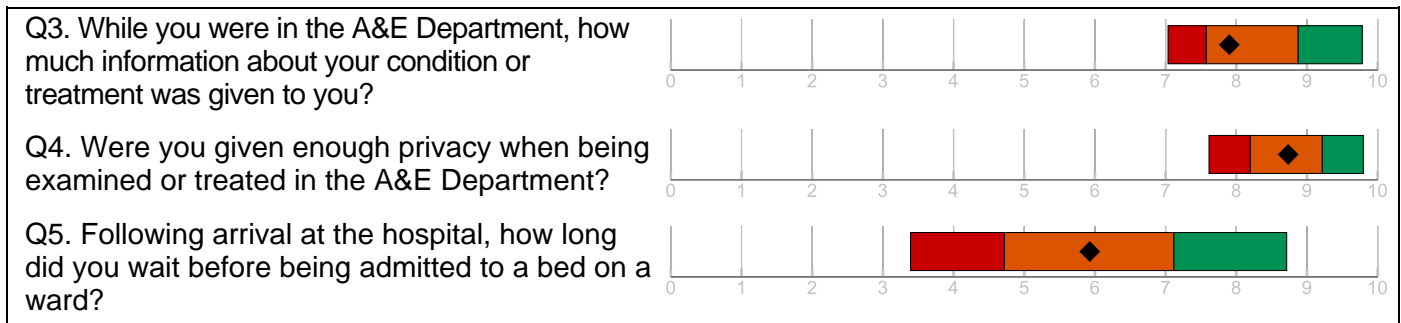 Q3. While you were in the A&E Department, how
much information about your condition or
treatment was given to you?
0 1 2 3 4 5 6 7 8 9 10
Q4. Were you given enough privacy when being
examined or treated in the A&E Department?
0 1 2 3 4 5 6 7 8 9 10
Q5. Following arrival at the hospital, how long
did you wait before being admitted to a bed on a
ward?
0 1 2 3 4 5 6 7 8 9 10